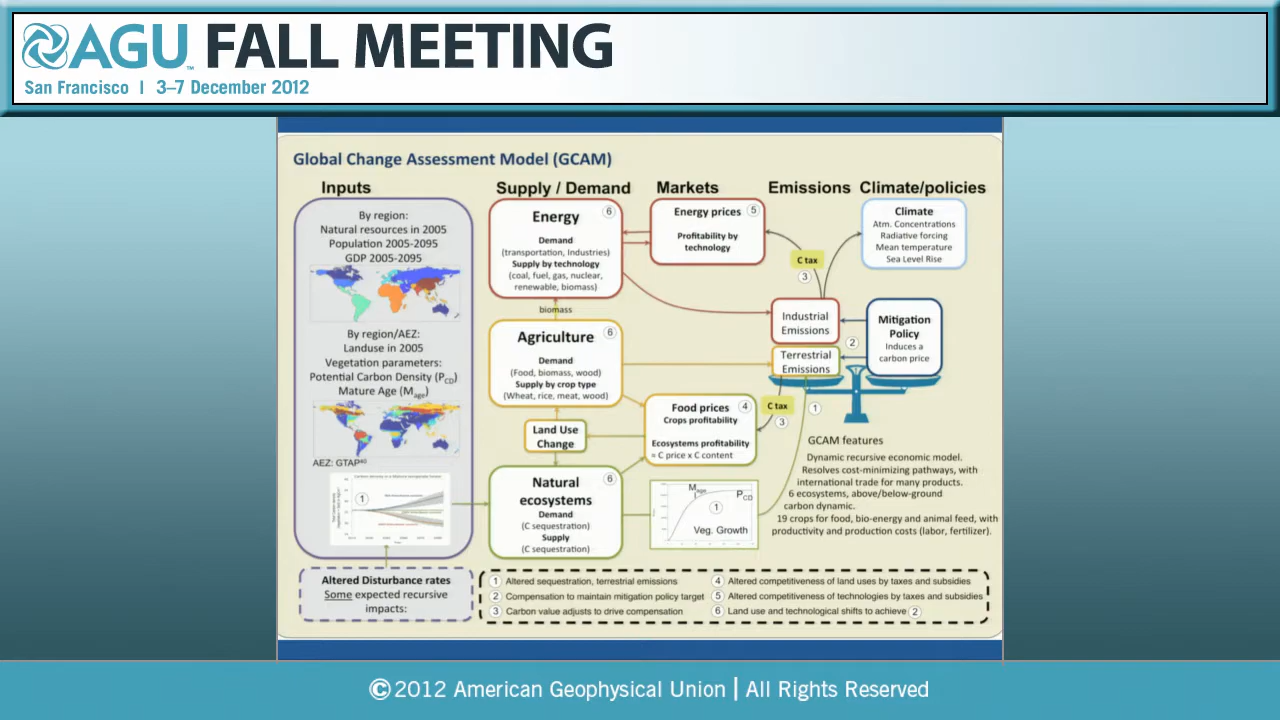 AGU FALL MEETING
San Francisco | 3–7 December 2012
Global Change Assessment Model (GCAM)
Inputs
Supply / Demand
Markets
Emissions
Climate/policies
By region:
Natural resources in 2005
Population 2005-2095
GDP 2005-2095
By region/AEZ:
Landuse in 2005
Vegetation parameters:
Potential Carbon Density (PCD)
Mature Age (Mage)
AEZ: GTAP
1
Altered Disturbance rates
Some expected recursive
impacts:
Energy 6
Demand
(transportation, Industries)
Supply by technology
(coal, fuel, gas, nuclear,
renewable, biomass)
biomass
Agriculture 6
Demand
(Food, biomass, wood)
Supply by crop type
(Wheat, rice, meat, wood)
Land Use
Change
Natural 6
ecosystems
Demand
(C sequestration)
Supply
(C sequestration)
Energy prices 5
Profitability by
technology
Food prices 4
Crops profitability
Ecosystems profitability
= C price x C content
Mage
PCD
1
Veg. Growth
C tax
3
Industrial
Emissions
Terrestrial
Emissions
C tax
3
1
Climate
Atm. Concentrations
Radiative forcing
Mean temperature
Sea Level Rise
Mitigation
Policy
Induces a
carbon price
2
GCAM features
Dynamic recursive economic model.
Resolves cost-minimizing pathways, with
international trade for many products.
6 ecosystems, above/below-ground
carbon dynamic.
19 crops for food, bio-energy and animal feed, with
productivity and production costs (labor, fertilizer).
1 Altered sequestration, terrestrial emissions
2 Compensation to maintain mitigation policy target
3 Carbon value adjusts to drive compensation
4 Altered competitiveness of land uses by taxes and subsidies
5 Altered competitiveness of technologies by taxes and subsidies
6 Land use and technological shifts to achieve 2
©2012 American Geophysical Union | All Rights Reserved